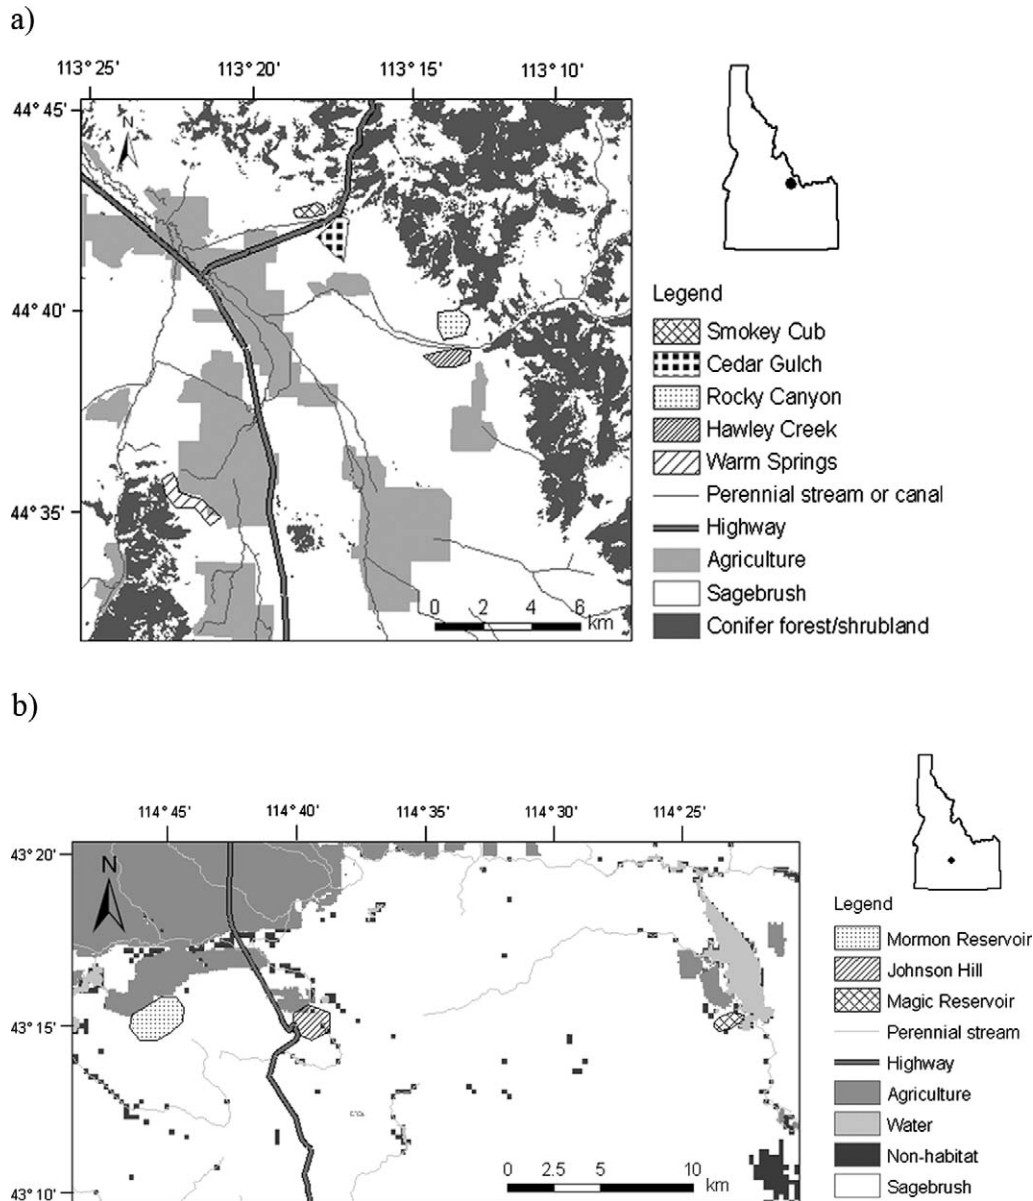 a)
113° 25' 113° 20' 113° 15' 113° 10'
44° 45'
N
44° 40'
44° 35'
0 2 4 6
km
Legend
Smokey Cub
Cedar Gulch
Rocky Canyon
Hawley Creek
Warm Springs
Perennial stream or canal
Highway
Agriculture
Sagebrush
Conifer forest/shrubland
b)
114° 45' 114° 40' 114° 35' 114° 30' 114° 25'
43° 20'
N
43° 15'
43° 10'
0 2.5 5 10
km
Legend
Mormon Reservoir
Johnson Hill
Magic Reservoir
Perennial stream
Highway
Agriculture
Water
Non-habitat
Sagebrush